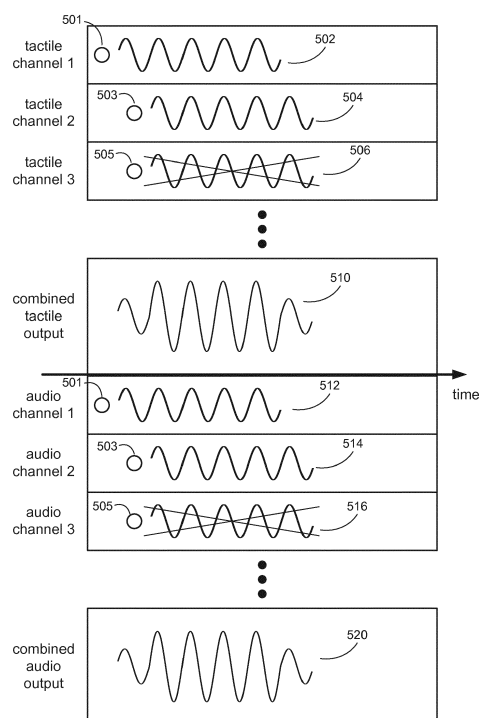 501
tactile
channel 1
502
tactile
channel 2
503
504
tactile
channel 3
505
506
combined
tactile
output
510
time
501
audio
channel 1
512
audio
channel 2
503
514
audio
channel 3
505
516
combined
audio
output
520